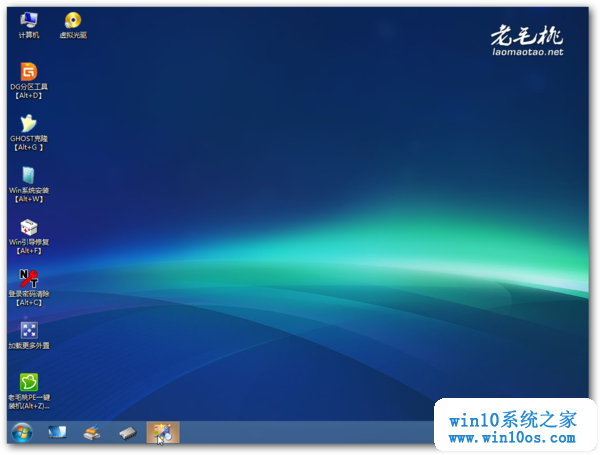 计算机
虚拟光驱
老毛桃
laomaotao.net
DG分区工具
【Alt+D】
GHOST克隆
【Alt+G 】
Win系统安装
【Alt+W】
Win引导修复
【Alt+F】
NT
登录密码清除
【Alt+C】
加载更多外置
老毛桃PE一键
装机(Alt+Z)...
win10系统之家
www.win10os.com